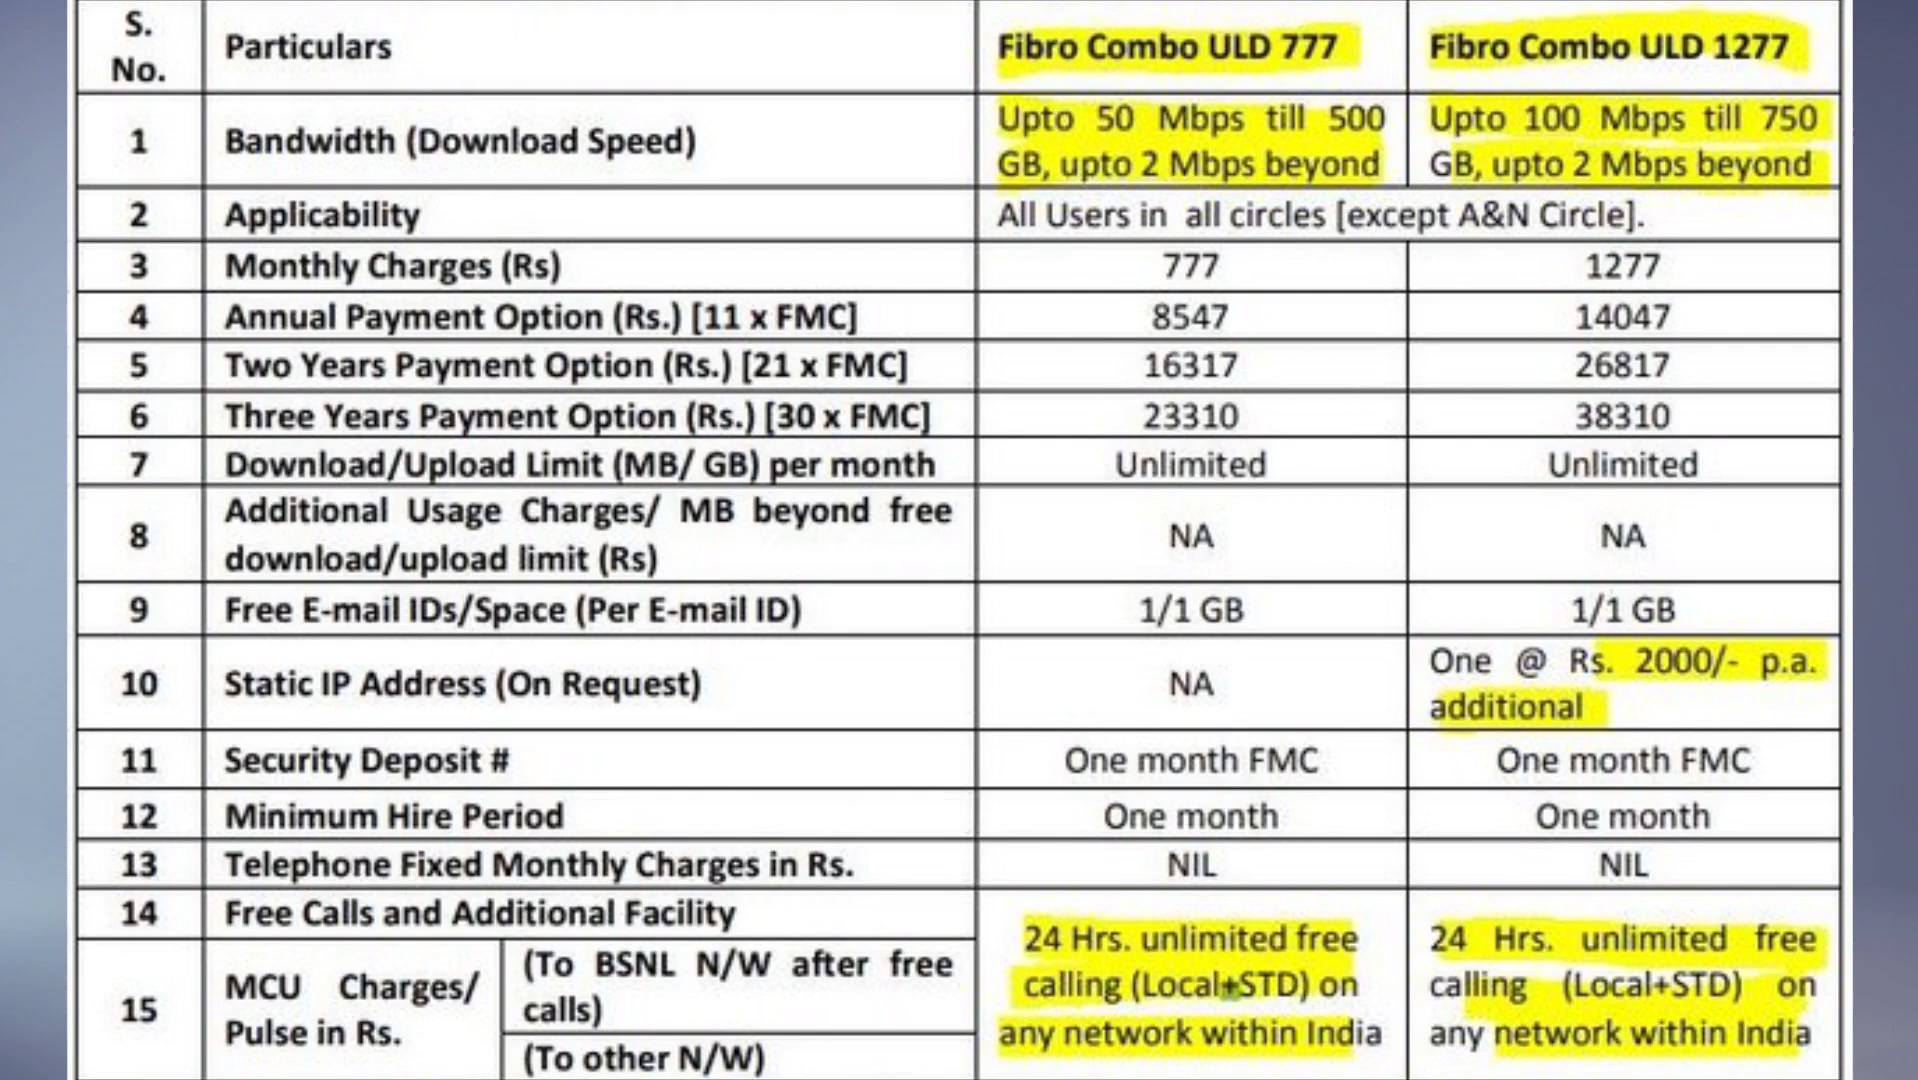 S.
No.
Particulars
Fibro Combo ULD 777
Fibro Combo ULD 1277
1
Bandwidth (Download Speed)
Upto 50 Mbps till 500
GB, upto 2 Mbps beyond
Upto 100 Mbps till 750
GB, upto 2 Mbps beyond
2
Applicability
All Users in all circles [except A&N Circle].
3
Monthly Charges (Rs)
777
1277
4
Annual Payment Option (Rs.) [11 x FMC]
8547
14047
5
Two Years Payment Option (Rs.) [21 x FMC]
16317
26817
6
Three Years Payment Option (Rs.) [30 x FMC]
23310
38310
7
Download/Upload Limit (MB/ GB) per month
Unlimited
Unlimited
8
Additional Usage Charges/ MB beyond free
download/upload limit (Rs)
NA
NA
9
Free E-mail IDs/Space (Per E-mail ID)
1/1 GB
1/1 GB
10
Static IP Address (On Request)
NA
One @ Rs. 2000/- p.a.
additional
11
Security Deposit #
One month FMC
One month FMC
12
Minimum Hire Period
One month
One month
13
Telephone Fixed Monthly Charges in Rs.
NIL
NIL
14
Free Calls and Additional Facility
24 Hrs. unlimited free
calling (Local+STD) on
any network within India
24 Hrs. unlimited free
calling (Local+STD) on
any network within India
15
MCU Charges/
Pulse in Rs.
(To BSNL N/W after free
calls)
(To other N/W)